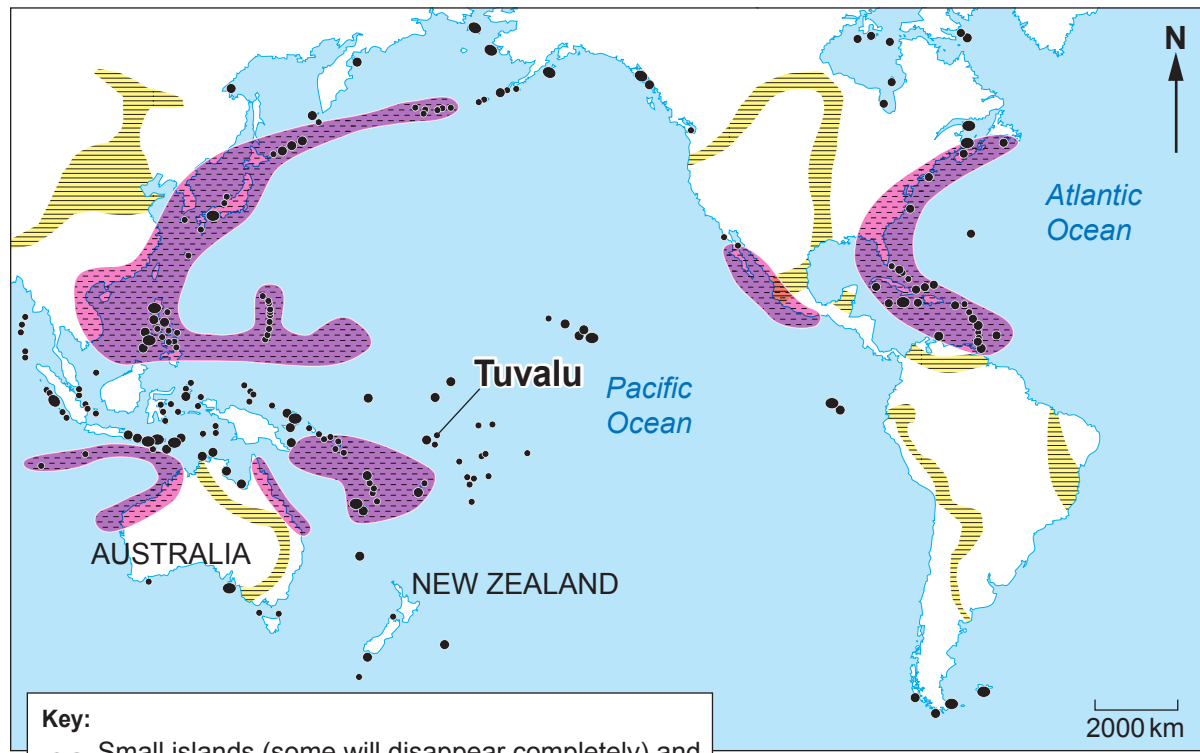 N
Atlantic
Ocean
Tuvalu
Pacific
Ocean
AUSTRALIA
NEW ZEALAND
2000 km
Key:
Small islands (some will disappear completely) and